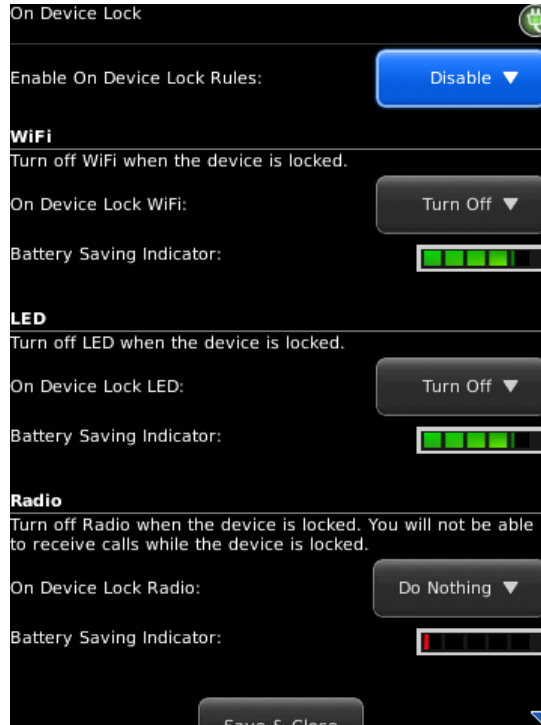 On Device Lock
Enable On Device Lock Rules: Disable
WiFi
Turn off WiFi when the device is locked.
On Device Lock WiFi: Turn Off
Battery Saving Indicator:
LED
Turn off LED when the device is locked.
On Device Lock LED: Turn Off
Battery Saving Indicator:
Radio
Turn off Radio when the device is locked. You will not be able
to receive calls while the device is locked.
On Device Lock Radio: Do Nothing
Battery Saving Indicator:
Save & Close